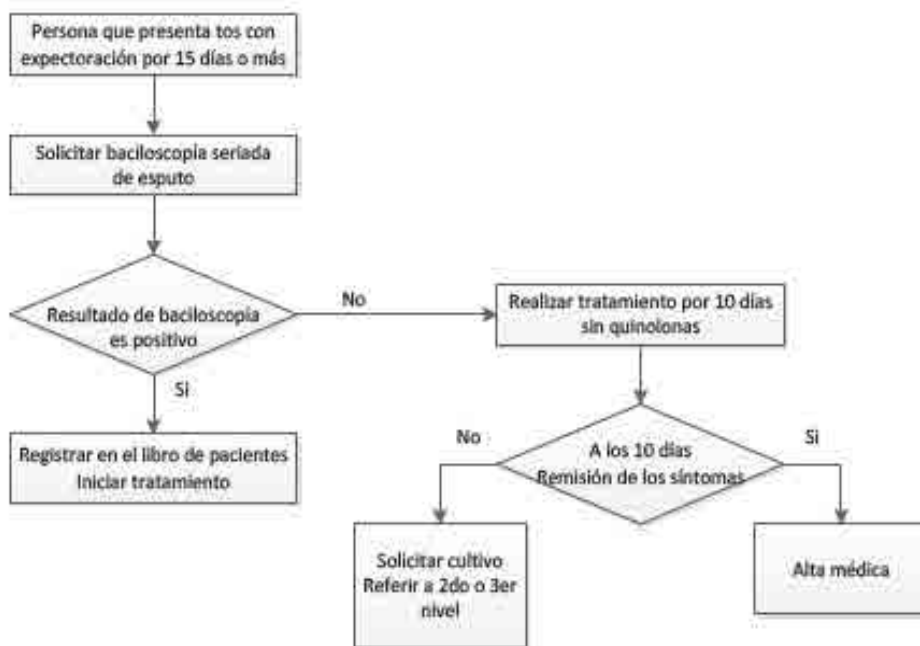 Persona que presenta tos con
expectoración por 15 días o más
Solicitar baciloscopia seriada
de esputo
Resultado de baciloscopia
es positivo
No
Realizar tratamiento por 10 días
sin quinolonas
Si
Registrar en el libro de pacientes
Iniciar tratamiento
No
A los 10 días
Remisión de los síntomas
Si
Solicitar cultivo
Referir a 2do o 3er
nivel
Alta médica